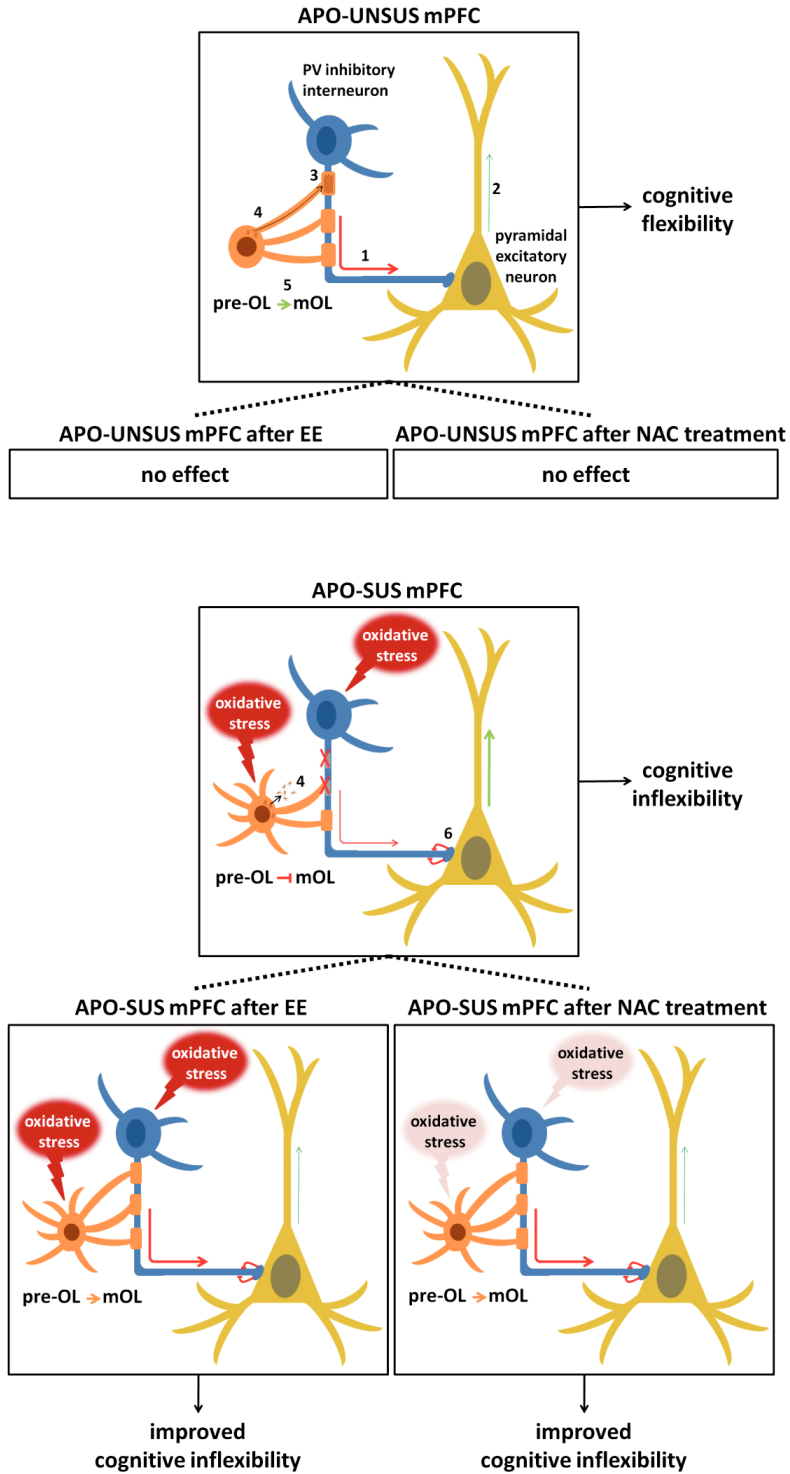 APO-UNSUS mPFC
PV inhibitory
interneuron
3
4
2
1
pyramidal
excitatory
neuron
5
pre-OL mOL
cognitive
flexibility
APO-UNSUS mPFC after EE
no effect
APO-UNSUS mPFC after NAC treatment
no effect
APO-SUS mPFC
oxidative
stress
oxidative
stress
4
6
pre-OL mOL
cognitive
inflexibility
APO-SUS mPFC after EE
oxidative
stress
oxidative
stress
pre-OL mOL
improved
cognitive inflexibility
APO-SUS mPFC after NAC treatment
oxidative
stress
oxidative
stress
pre-OL mOL
improved
cognitive inflexibility